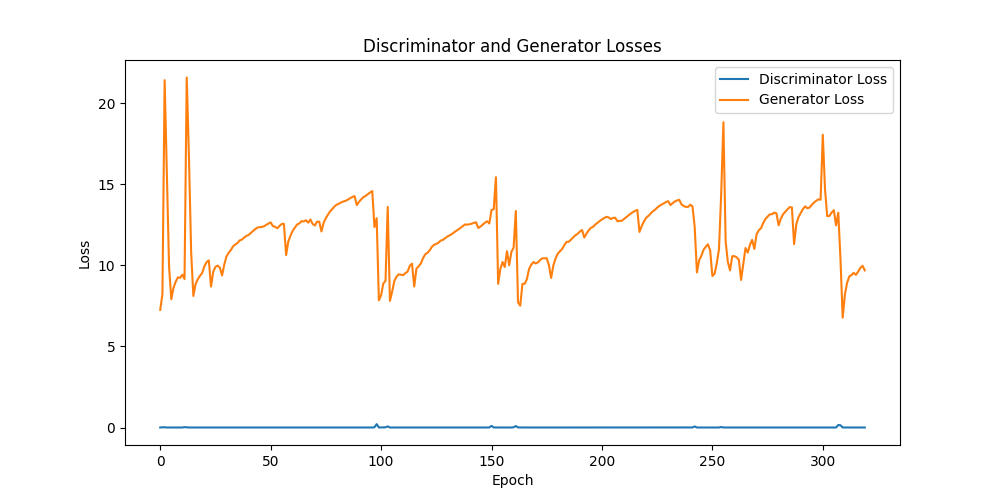 Discriminator and Generator Losses
Discriminator Loss
Generator Loss
20
15
10
5
0
Loss
0 50 100 150 200 250 300
Epoch